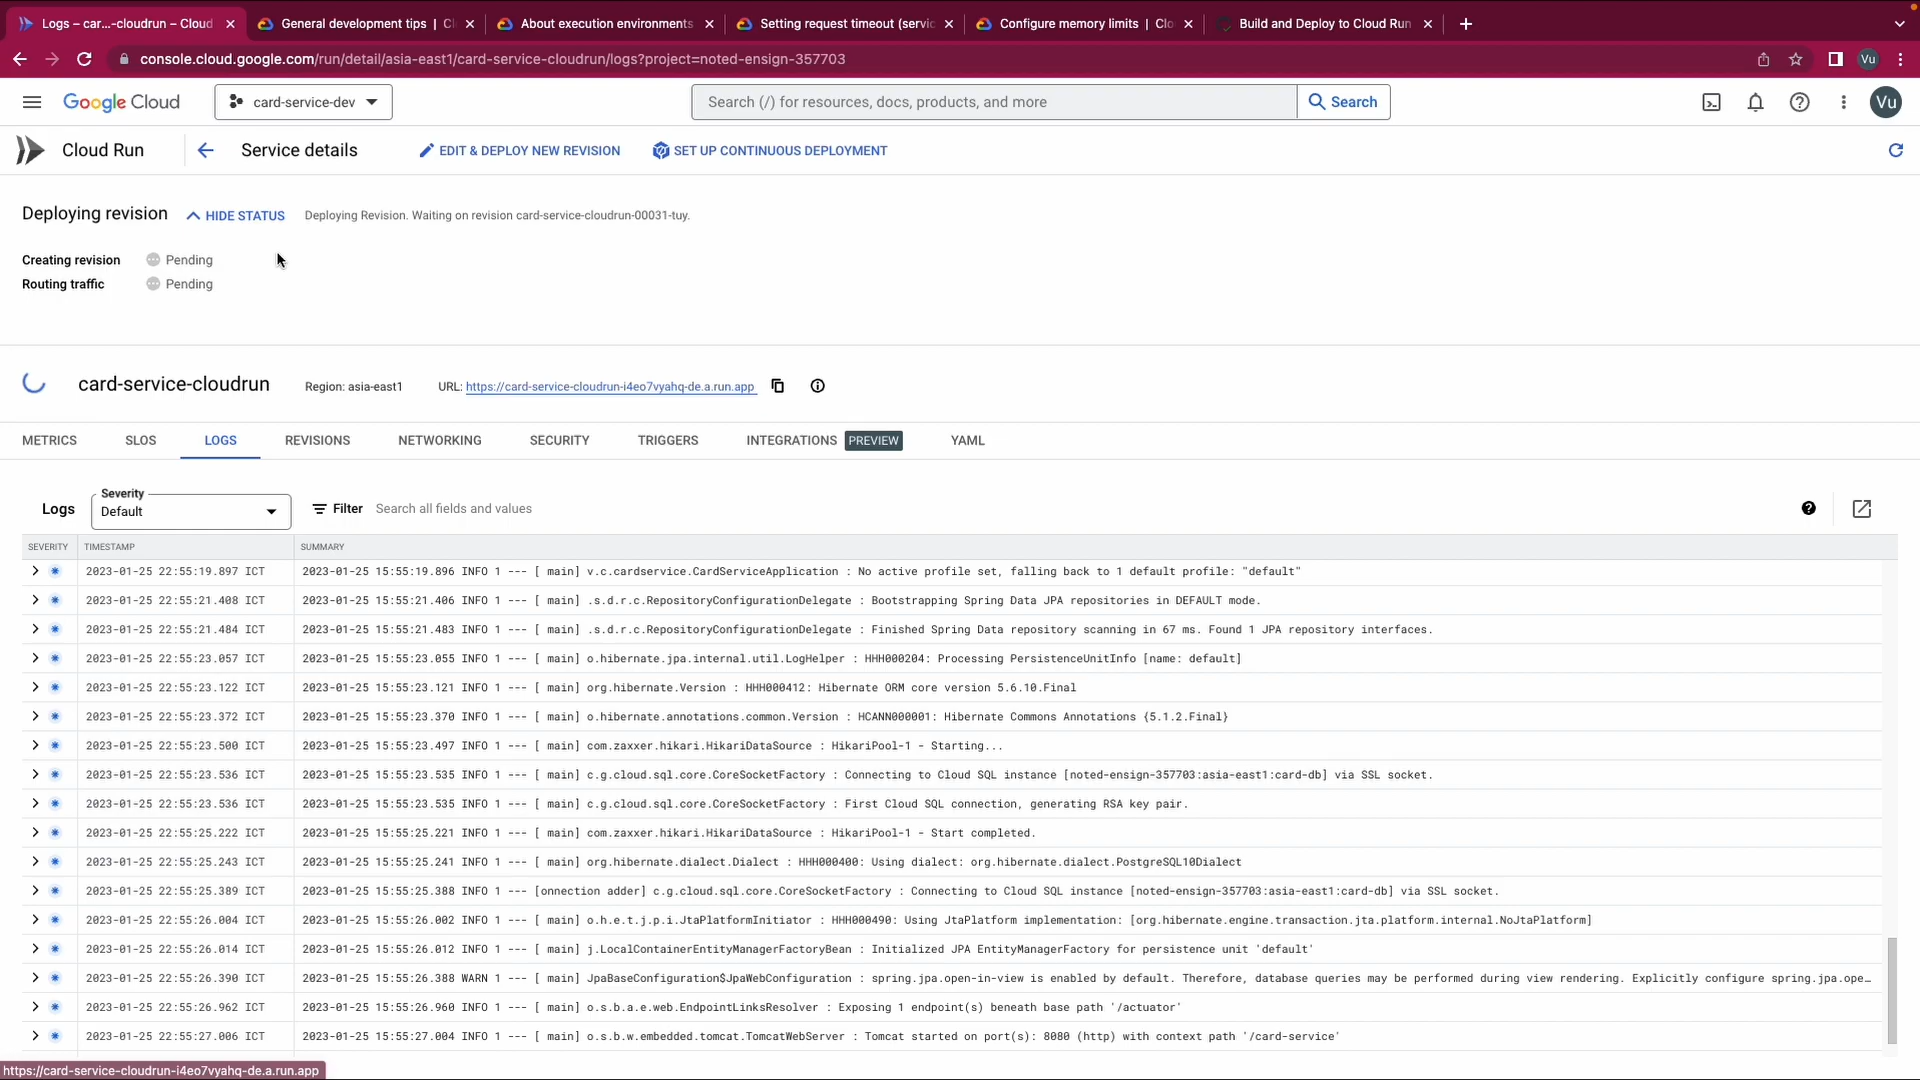 Logs – car...-cloudrun – Cloud
General development tips | Cl
About execution environments
Setting request timeout (servic
Configure memory limits | Clo
Build and Deploy to Cloud Run
console.cloud.google.com/run/detail/asia-east1/card-service-cloudrun/logs?project=noted-ensign-357703
Vu
Google Cloud
card-service-dev
Search (/) for resources, docs, products, and more
Search
Vu
Cloud Run
Service details
EDIT & DEPLOY NEW REVISION
SET UP CONTINUOUS DEPLOYMENT
Deploying revision
HIDE STATUS
Deploying Revision. Waiting on revision card-service-cloudrun-00031-tuy.
Creating revision
Pending
Routing traffic
Pending
card-service-cloudrun
Region: asia-east1
URL: https://card-service-cloudrun-i4eo7vyahq-de.a.run.app
METRICS
SLOS
LOGS
REVISIONS
NETWORKING
SECURITY
TRIGGERS
INTEGRATIONS PREVIEW
YAML
Logs
Severity
Default
Filter
Search all fields and values
SEVERITY
TIMESTAMP
SUMMARY
2023-01-25 22:55:19.897 ICT 2023-01-25 15:55:19.896 INFO 1 --- [ main] v.c.cardservice.CardServiceApplication : No active profile set, falling back to 1 default profile: "default"
2023-01-25 22:55:21.408 ICT 2023-01-25 15:55:21.406 INFO 1 --- [ main] .s.d.r.c.RepositoryConfigurationDelegate : Bootstrapping Spring Data JPA repositories in DEFAULT mode.
2023-01-25 22:55:21.484 ICT 2023-01-25 15:55:21.483 INFO 1 --- [ main] .s.d.r.c.RepositoryConfigurationDelegate : Finished Spring Data repository scanning in 67 ms. Found 1 JPA repository interfaces.
2023-01-25 22:55:23.057 ICT 2023-01-25 15:55:23.055 INFO 1 --- [ main] o.hibernate.jpa.internal.util.LogHelper : HHH000204: Processing PersistenceUnitInfo [name: default]
2023-01-25 22:55:23.122 ICT 2023-01-25 15:55:23.121 INFO 1 --- [ main] org.hibernate.Version : HHH000412: Hibernate ORM core version 5.6.10.Final
2023-01-25 22:55:23.372 ICT 2023-01-25 15:55:23.370 INFO 1 --- [ main] o.hibernate.annotations.common.Version : HCANN000001: Hibernate Commons Annotations {5.1.2.Final}
2023-01-25 22:55:23.500 ICT 2023-01-25 15:55:23.497 INFO 1 --- [ main] com.zaxxer.hikari.HikariDataSource : HikariPool-1 - Starting...
2023-01-25 22:55:23.536 ICT 2023-01-25 15:55:23.535 INFO 1 --- [ main] c.g.cloud.sql.core.CoreSocketFactory : Connecting to Cloud SQL instance [noted-ensign-357703:asia-east1:card-db] via SSL socket.
2023-01-25 22:55:23.536 ICT 2023-01-25 15:55:23.535 INFO 1 --- [ main] c.g.cloud.sql.core.CoreSocketFactory : First Cloud SQL connection, generating RSA key pair.
2023-01-25 22:55:25.222 ICT 2023-01-25 15:55:25.221 INFO 1 --- [ main] com.zaxxer.hikari.HikariDataSource : HikariPool-1 - Start completed.
2023-01-25 22:55:25.243 ICT 2023-01-25 15:55:25.241 INFO 1 --- [ main] org.hibernate.dialect.Dialect : HHH000400: Using dialect: org.hibernate.dialect.PostgreSQL10Dialect
2023-01-25 22:55:25.389 ICT 2023-01-25 15:55:25.388 INFO 1 --- [onnection adder] c.g.cloud.sql.core.CoreSocketFactory : Connecting to Cloud SQL instance [noted-ensign-357703:asia-east1:card-db] via SSL socket.
2023-01-25 22:55:26.004 ICT 2023-01-25 15:55:26.002 INFO 1 --- [ main] o.h.e.t.j.p.i.JtaPlatformInitiator : HHH000490: Using JtaPlatform implementation: [org.hibernate.engine.transaction.jta.platform.internal.NoJtaPlatform]
2023-01-25 22:55:26.014 ICT 2023-01-25 15:55:26.012 INFO 1 --- [ main] j.LocalContainerEntityManagerFactoryBean : Initialized JPA EntityManagerFactory for persistence unit 'default'
2023-01-25 22:55:26.390 ICT 2023-01-25 15:55:26.388 WARN 1 --- [ main] JpaBaseConfiguration$JpaWebConfiguration : spring.jpa.open-in-view is enabled by default. Therefore, database queries may be performed during view rendering. Explicitly configure spring.jpa.ope…
2023-01-25 22:55:26.962 ICT 2023-01-25 15:55:26.960 INFO 1 --- [ main] o.s.b.a.e.web.EndpointLinksResolver : Exposing 1 endpoint(s) beneath base path '/actuator'
2023-01-25 22:55:27.006 ICT 2023-01-25 15:55:27.004 INFO 1 --- [ main] o.s.b.w.embedded.tomcat.TomcatWebServer : Tomcat started on port(s): 8080 (http) with context path '/card-service'
https://card-service-cloudrun-i4eo7vyahq-de.a.run.app